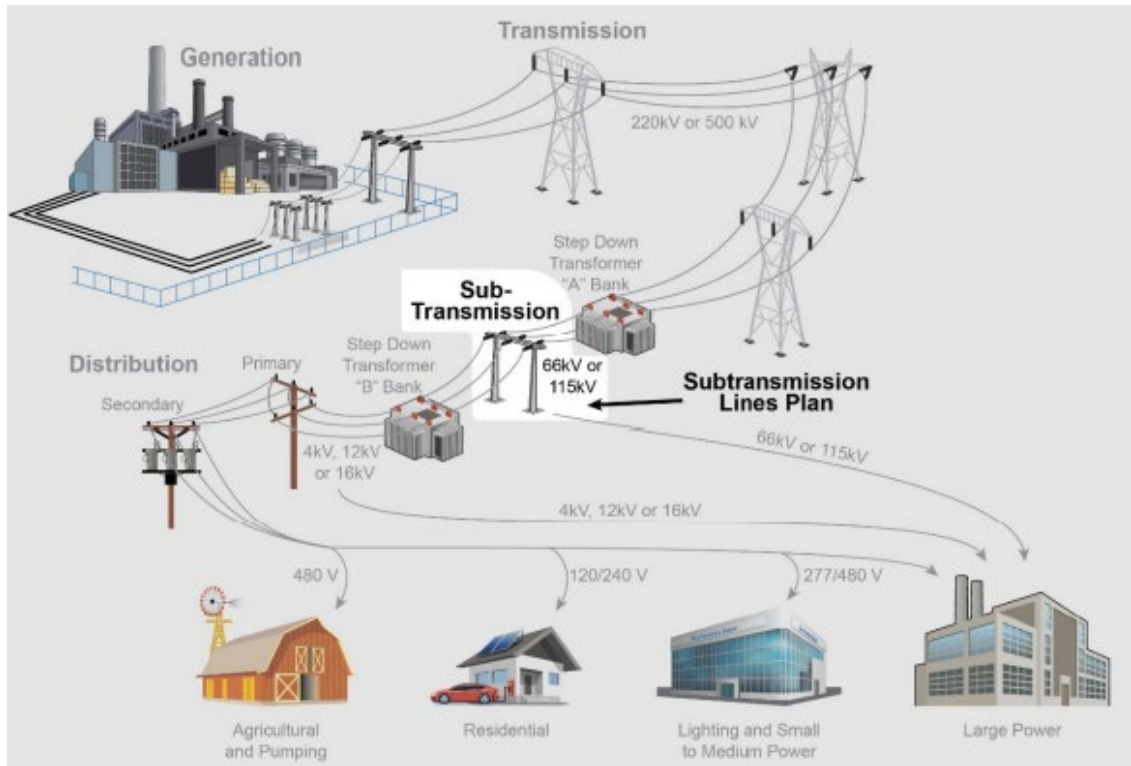 Transmission
Generation
220kV or 500 kV
Step Down
Transformer
"A" Bank
Sub-
Transmission
66kV or
115kV
Step Down
Transformer
"B" Bank
Subtransmission
Lines Plan
Distribution
Primary
Secondary
4kV, 12kV
or 16kV
66kV or 115kV
4kV, 12kV or 16kV
480 V
120/240 V
277/480 V
Agricultural
and Pumping
Residential
Lighting and Small
to Medium Power
Large Power